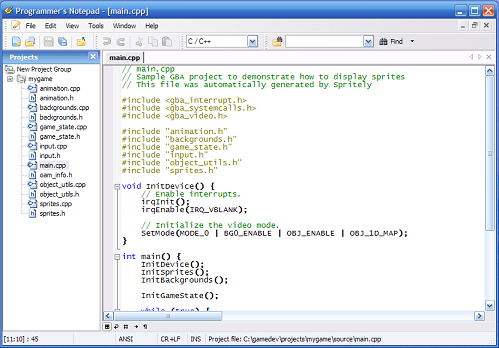 Programmer's Notepad - [main.cpp]
File Edit View Tools Window Help
C / C++ Find
Projects
New Project Group
mygame
animation.cpp
animation.h
backgrounds.cpp
backgrounds.h
game_state.cpp
game_state.h
input.cpp
input.h
main.cpp
oam_info.h
object_utils.cpp
object_utils.h
sprites.cpp
sprites.h
main.cpp
// main.cpp
// Sample GBA project to demonstrate how to display sprites
// This file was automatically generated by Spritely
#include <gba_interrupt.h>
#include <gba_systemcalls.h>
#include <gba_video.h>
#include "animation.h"
#include "backgrounds.h"
#include "game_state.h"
#include "input.h"
#include "object_utils.h"
#include "sprites.h"
void InitDevice() {
// Enable interrupts.
irqInit();
irqEnable(IRQ_VBLANK);
// Initialize the video mode.
SetMode(MODE_0 | BG0_ENABLE | OBJ_ENABLE | OBJ_1D_MAP);
}
int main() {
InitDevice();
InitSprites();
InitBackgrounds();
InitGameState();
while (true) {
[11:10] : 45 ANSI CR+LF INS Project file: C:\gamedev\projects\mygame\source\main.cpp